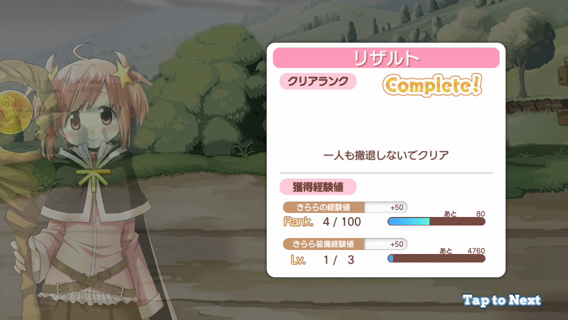 リザルト
クリアランク
Complete!
一人も撤退しないでクリア
獲得経験値
きららの経験値 +50
Rank. 4 / 100 あと 80
きらら装備経験値 +50
Lv. 1 / 3 あと 4760
Tap to Next